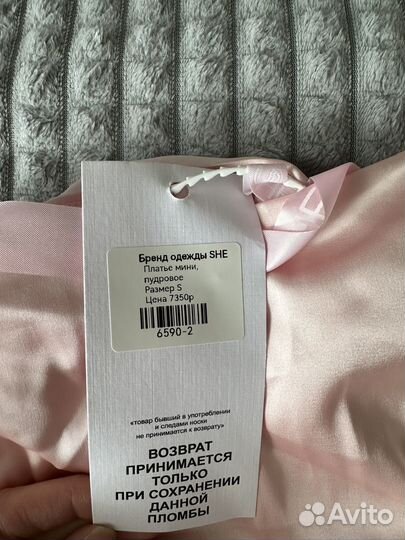 Бренд одежды SHE
Платье мини,
пудровое
Размер S
Цена 7350р
6590-2
«товар бывший в употреблении
и следами носки
не принимается к возврату»
ВОЗВРАТ
ПРИНИМАЕТСЯ
ТОЛЬКО
ПРИ СОХРАНЕНИИ
ДАННОЙ
ПЛОМБЫ
Avito